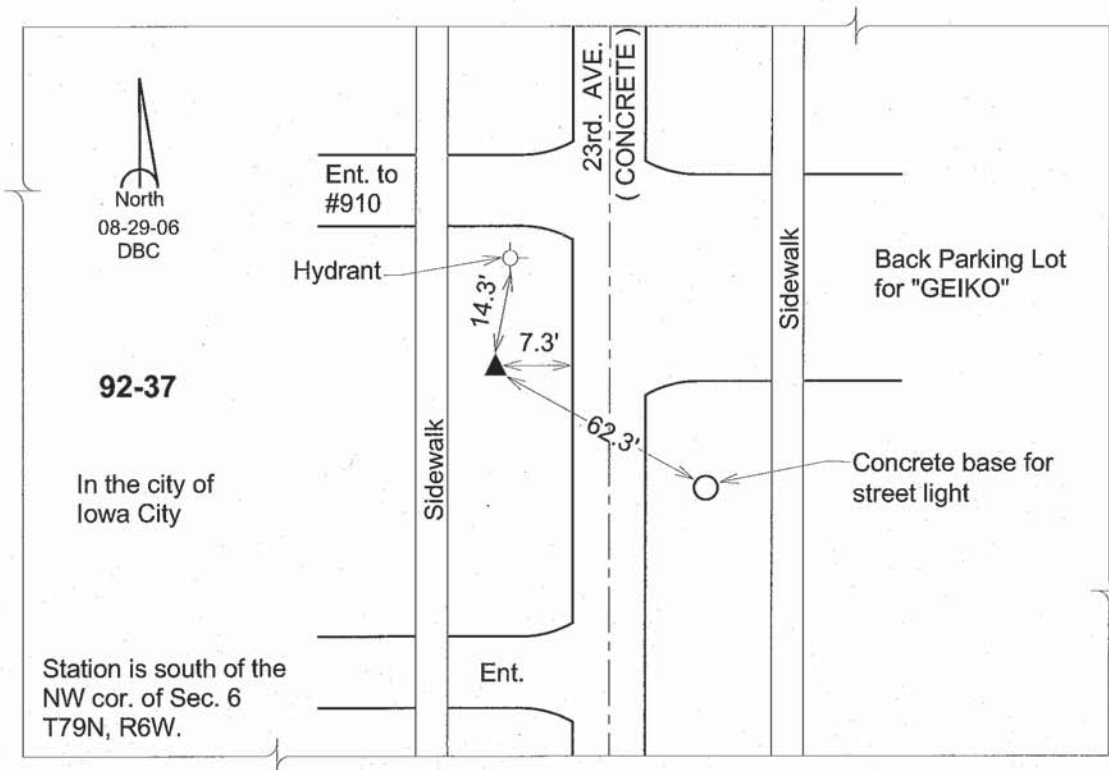 23rd. AVE.
( CONCRETE )
North
08-29-06
DBC
Ent. to
#910
Hydrant
14.3'
7.3'
62.3'
Sidewalk
Sidewalk
Back Parking Lot
for "GEIKO"
92-37
In the city of
Iowa City
Concrete base for
street light
Station is south of the
NW cor. of Sec. 6
T79N, R6W.
Ent.